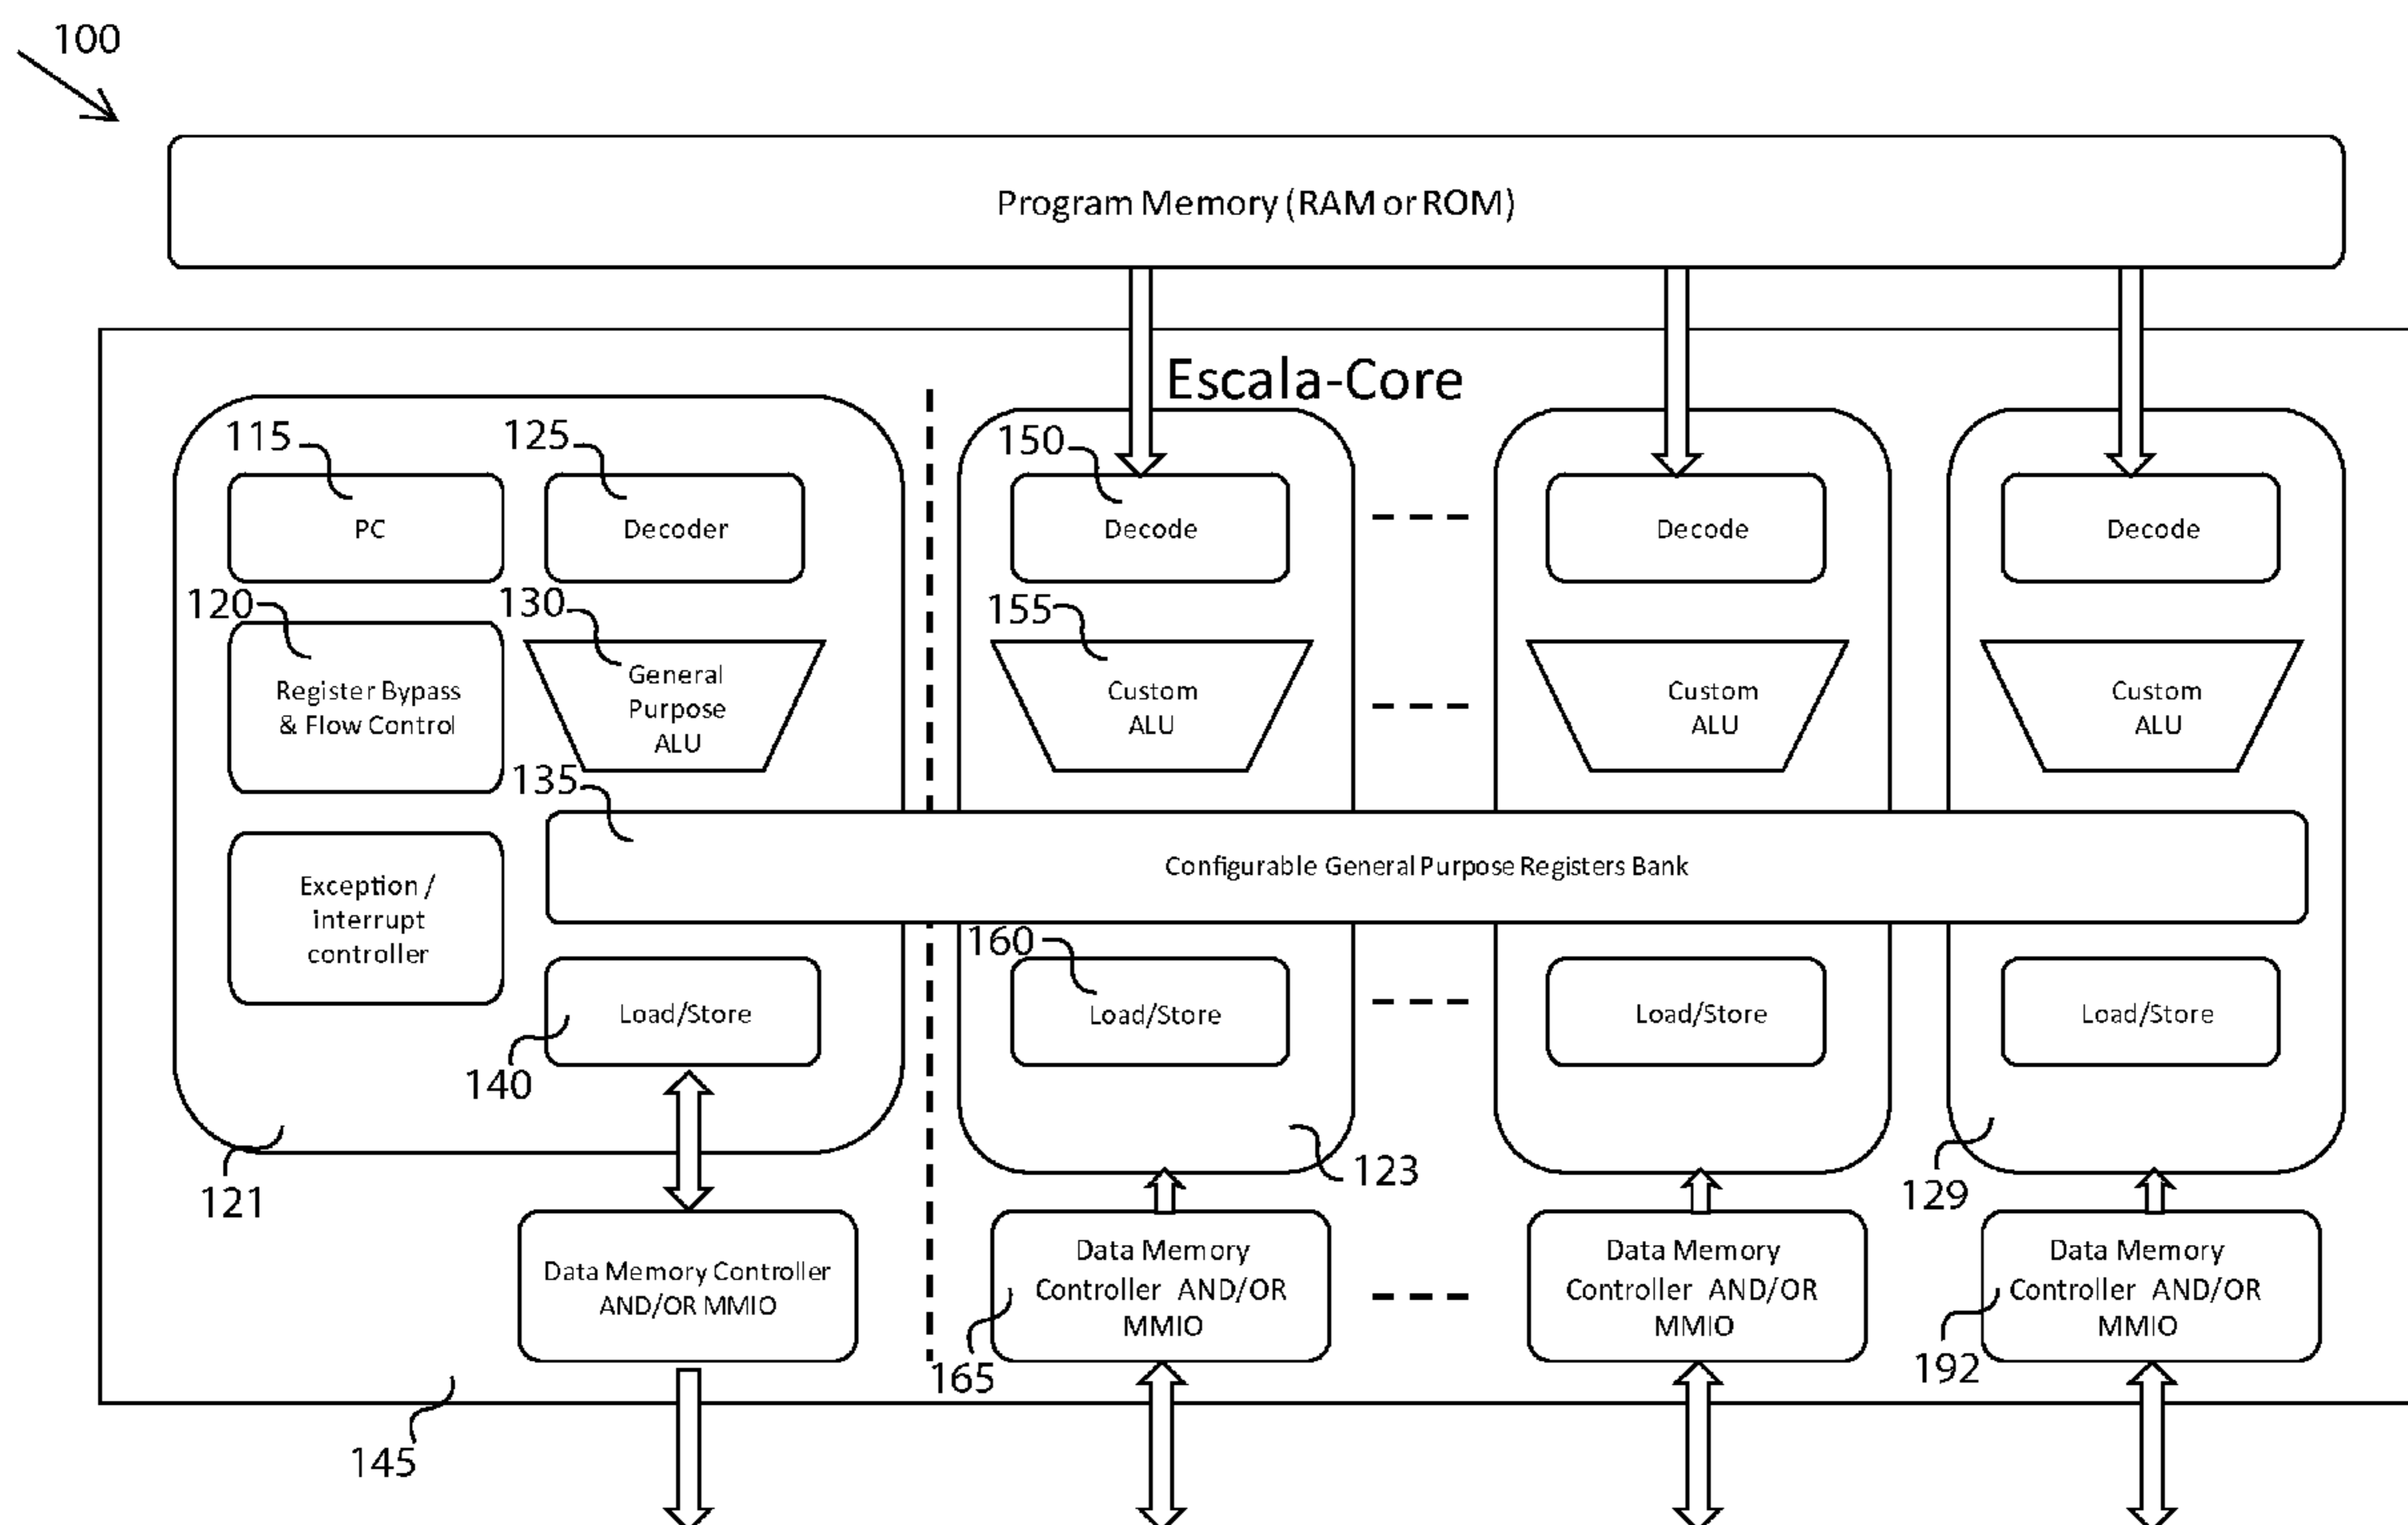 100
Program Memory (RAM or ROM)
Escala-Core
115
125
150
PC
Decoder
Decode
Decode
Decode
120
130
155
Register Bypass
& Flow Control
General
Purpose
ALU
Custom
ALU
Custom
ALU
Custom
ALU
135
Configurable General Purpose Registers Bank
Exception /
interrupt
controller
160
Load/Store
Load/Store
Load/Store
Load/Store
140
121
123
129
Data Memory Controller
AND/OR MMIO
Data Memory
Controller AND/OR
MMIO
Data Memory
Controller AND/OR
MMIO
Data Memory
Controller AND/OR
MMIO
165
192
145